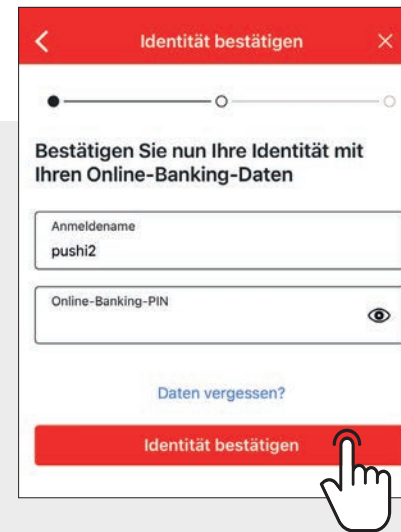 Identität bestätigen
Bestätigen Sie nun Ihre Identität mit
Ihren Online-Banking-Daten
Anmeldename
pushi2
Online-Banking-PIN
Daten vergessen?
Identität bestätigen